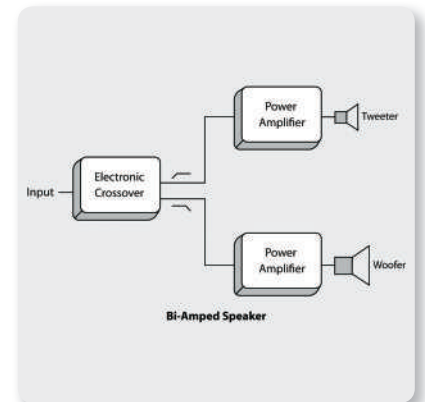 Power
Amplifier
Tweeter
Electronic
Crossover
Input
Power
Amplifier
Woofer
Bi-Amped Speaker